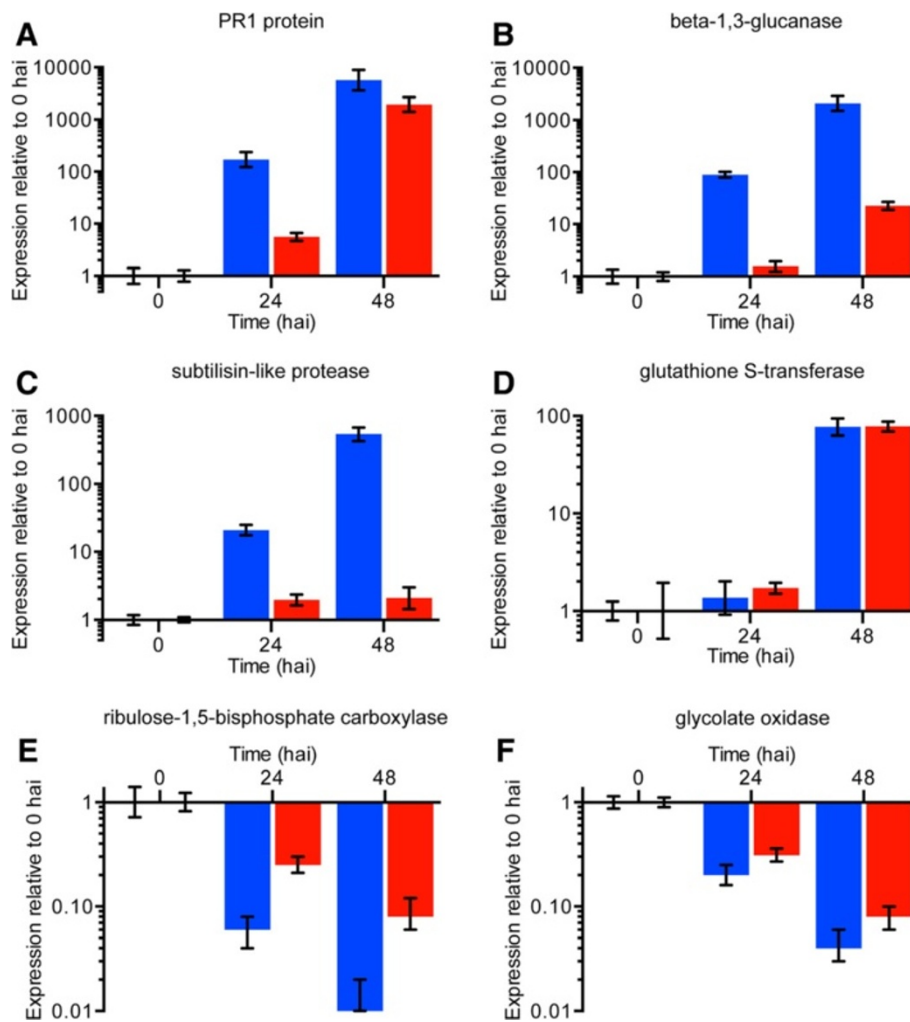 A
PR1 protein
Expression relative to 0 hai
10000
1000
100
10
1
0
24
48
Time (hai)
B
beta-1,3-glucanase
Expression relative to 0 hai
10000
1000
100
10
1
0
24
48
Time (hai)
C
subtilisin-like protease
Expression relative to 0 hai
1000
100
10
1
0
24
48
Time (hai)
D
glutathione S-transferase
Expression relative to 0 hai
100
10
1
0
24
48
Time (hai)
E
ribulose-1,5-bisphosphate carboxylase
Time (hai)
0
24
48
Expression relative to 0 hai
1
0.10
0.01
F
glycolate oxidase
Time (hai)
0
24
48
Expression relative to 0 hai
1
0.10
0.01